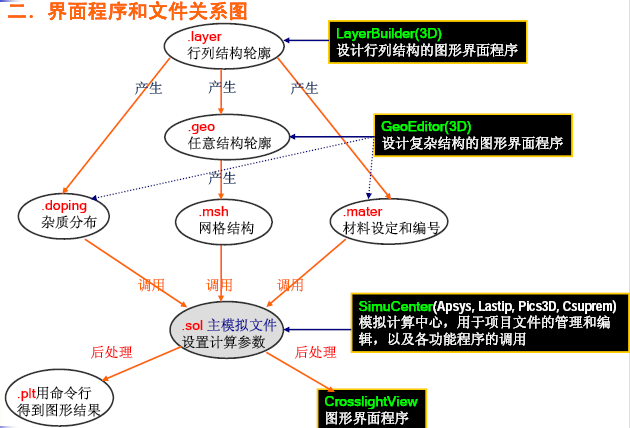 二．界面程序和文件关系图
.layer
行列结构轮廓
LayerBuilder(3D)
设计行列结构的图形界面程序
产生
产生
产生
.geo
任意结构轮廓
GeoEditor(3D)
设计复杂结构的图形界面程序
产生
.doping
杂质分布
.msh
网格结构
.mater
材料设定和编号
调用
调用
调用
.sol 主模拟文件
设置计算参数
SimuCenter(Apsys, Lastip, Pics3D, Csuprem)
模拟计算中心，用于项目文件的管理和编
辑，以及各功能程序的调用
后处理
后处理
.plt用命令行
得到图形结果
CrosslightView
图形界面程序